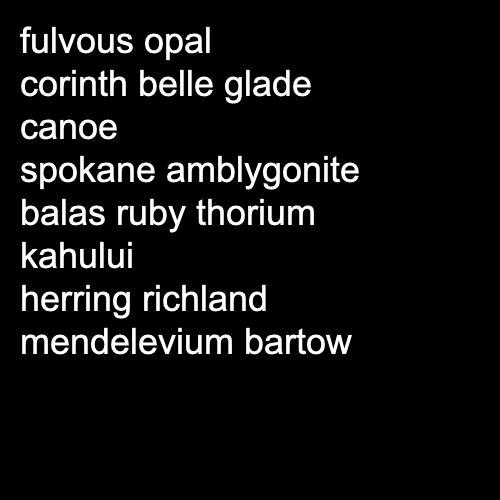 fulvous opal
corinth belle glade
canoe
spokane amblygonite
balas ruby thorium
kahului
herring richland
mendelevium bartow